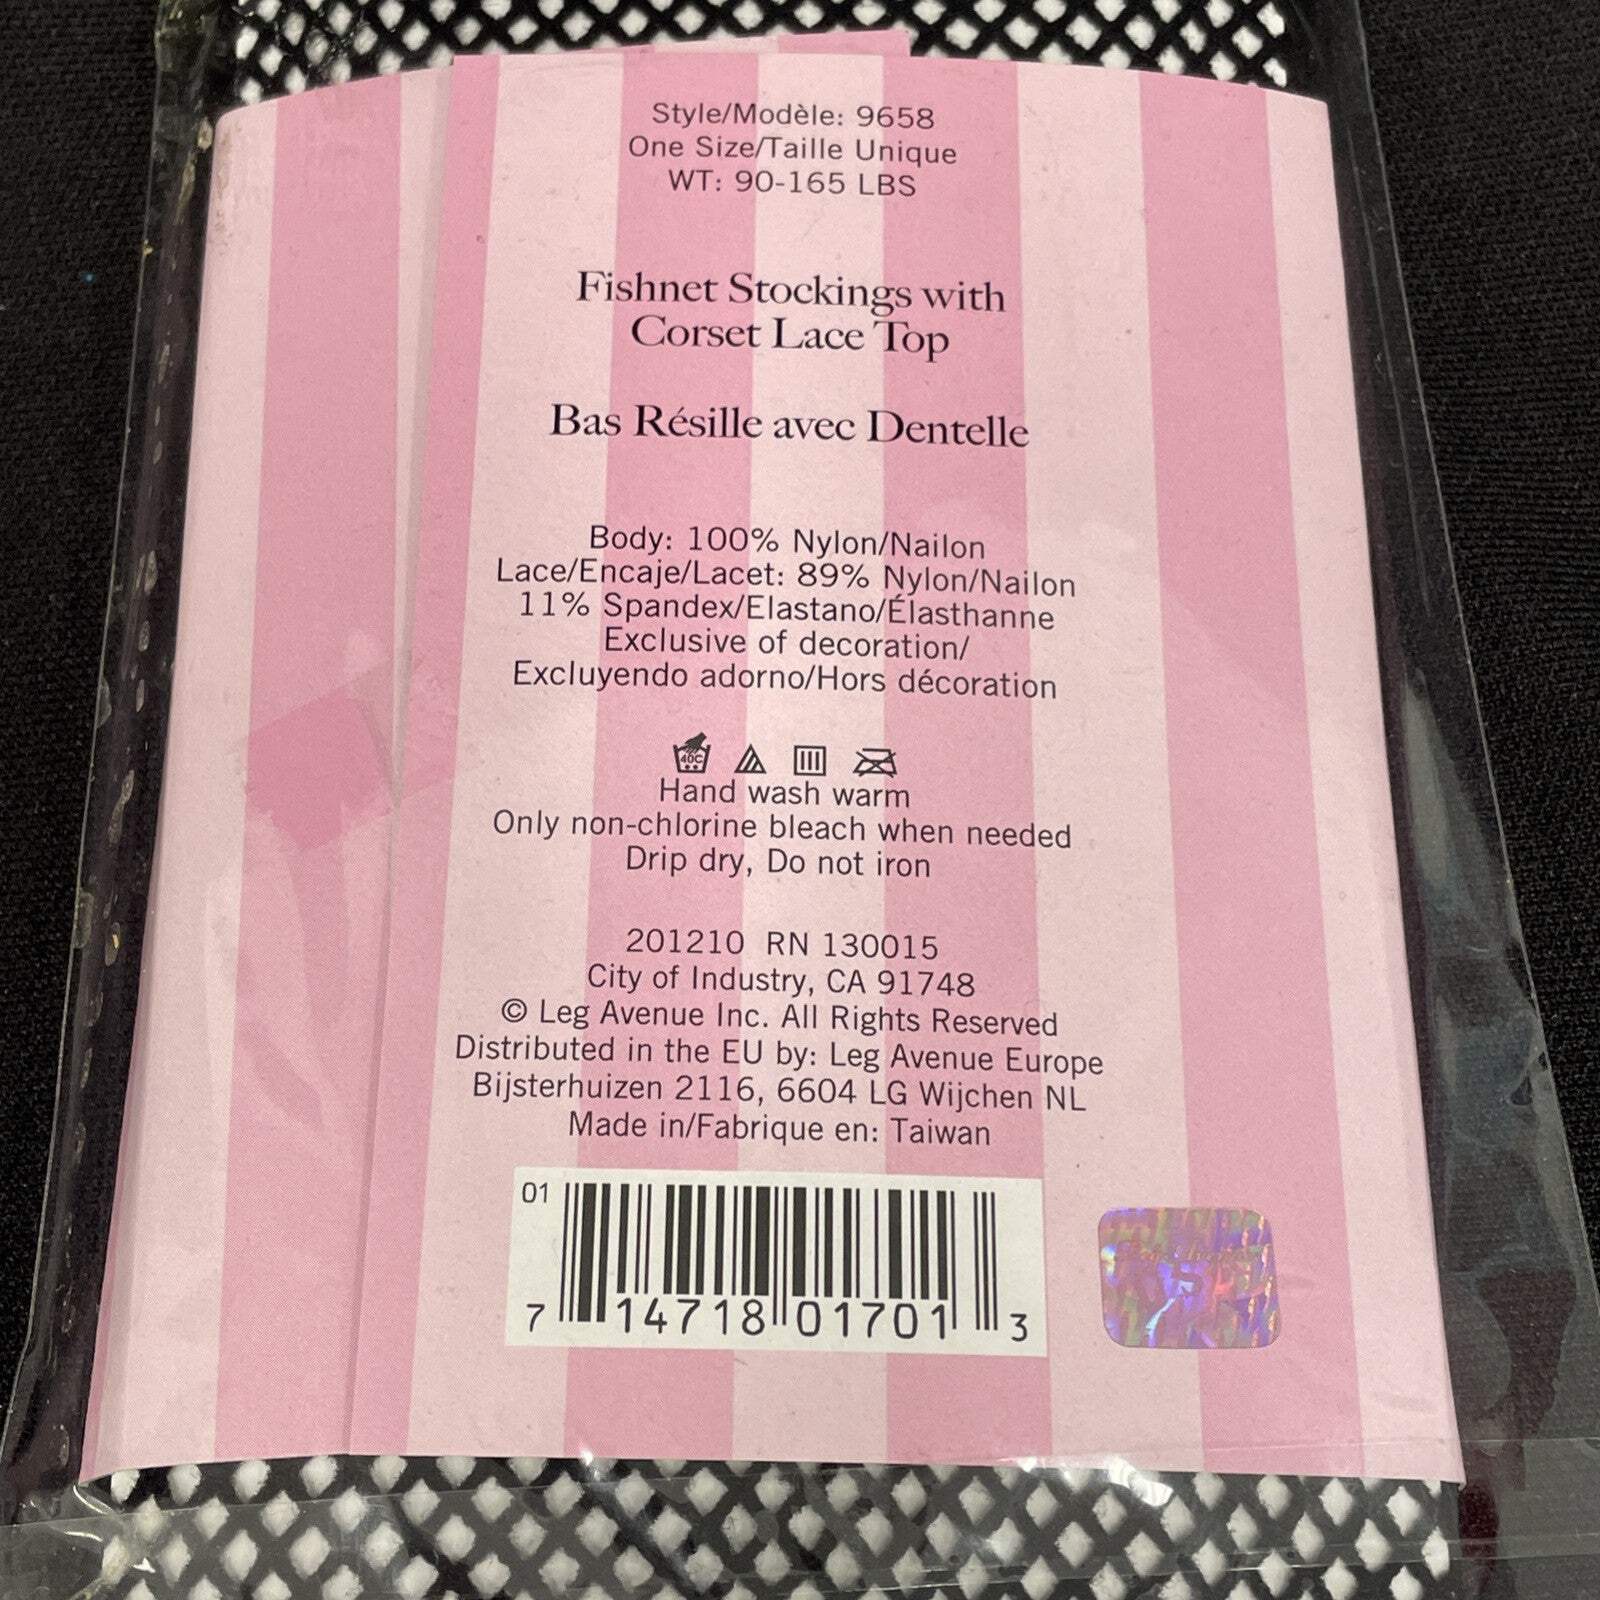 Style/Modèle: 9658
One Size/Taille Unique
WT: 90-165 LBS
Fishnet Stockings with
Corset Lace Top
Bas Résille avec Dentelle
Body: 100% Nylon/Nailon
Lace/Encaje/Lacet: 89% Nylon/Nailon
11% Spandex/Elastano/Élasthanne
Exclusive of decoration/
Excluyendo adorno/Hors décoration
40C
Hand wash warm
Only non-chlorine bleach when needed
Drip dry, Do not iron
201210 RN 130015
City of Industry, CA 91748
© Leg Avenue Inc. All Rights Reserved
Distributed in the EU by: Leg Avenue Europe
Bijsterhuizen 2116, 6604 LG Wijchen NL
Made in/Fabrique en: Taiwan
01
7 14718 01701 3